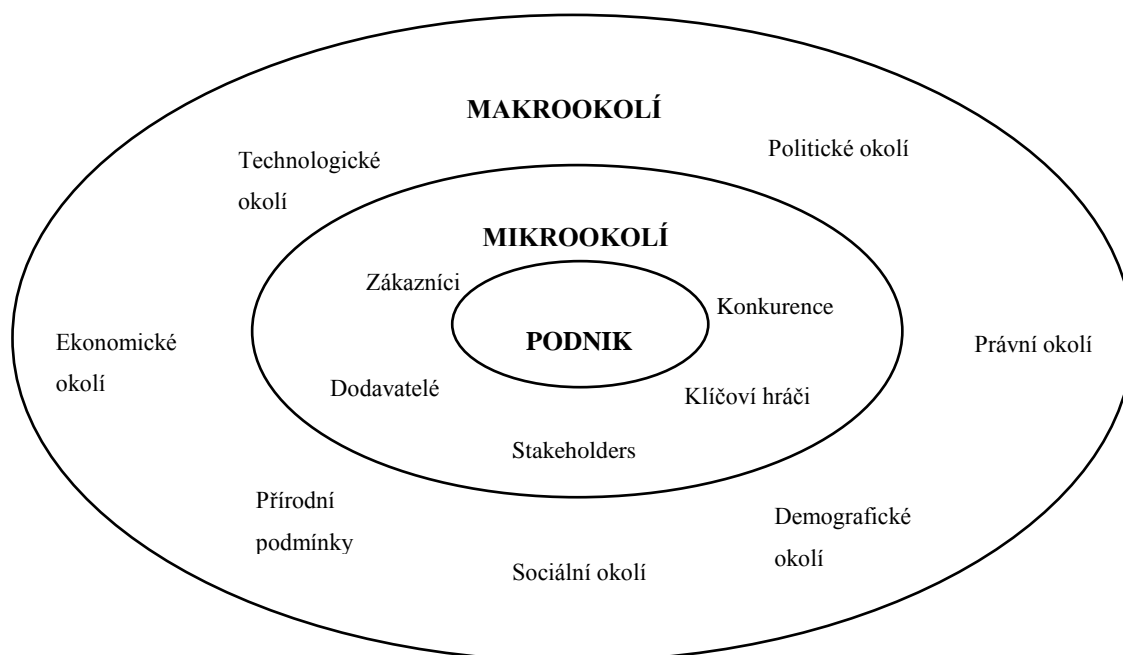 MAKROOKOLÍ
Technologické
okolí
Politické okolí
MIKROOKOLÍ
Zákazníci
Konkurence
PODNIK
Ekonomické
okolí
Právní okolí
Dodavatelé
Klíčoví hráči
Stakeholders
Přírodní
podmínky
Sociální okolí
Demografické
okolí